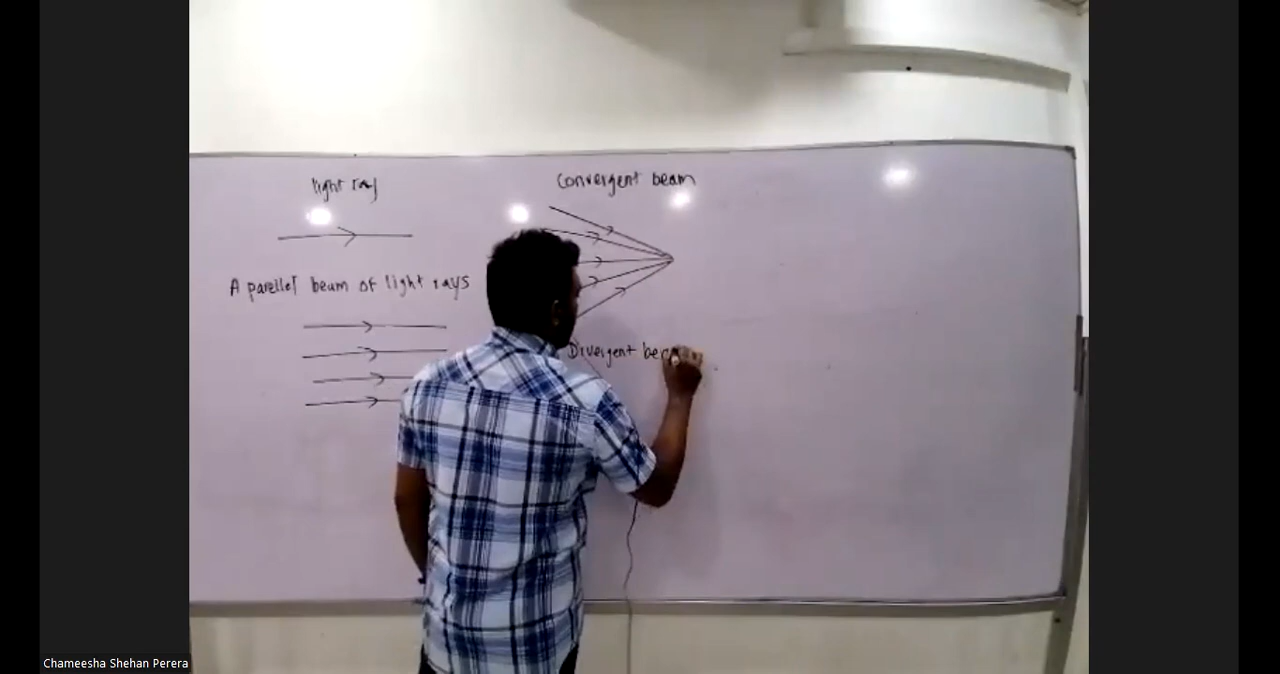 light ray
Convergent beam
A parellel beam of light rays
Divergent
Chameesha Shehan Perera